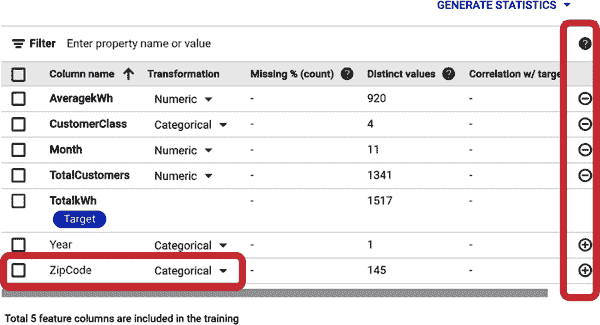 GENERATE STATISTICS
Filter Enter property name or value
Column name Transformation Missing % (count) Distinct values Correlation w/ targe
AveragekWh Numeric - 920 -
CustomerClass Categorical - 4 -
Month Numeric - 11 -
TotalCustomers Numeric - 1341 -
TotalkWh - 1517 -
Target
Year Categorical - 1 -
ZipCode Categorical - 145 -
Total 5 feature columns are included in the training